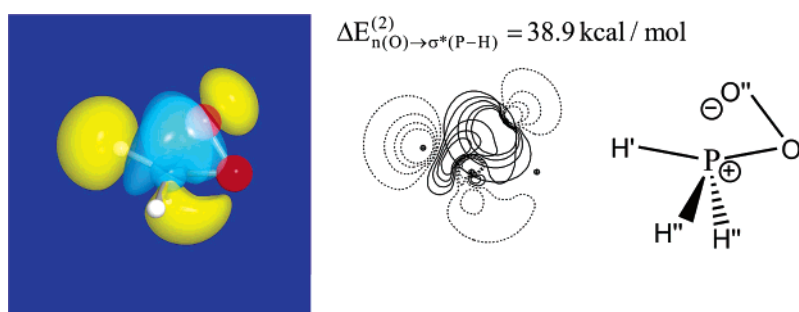 ΔE(2)n(O)→σ*(P–H) = 38.9 kcal / mol
⊖ O''
H' P O
⊕
H'' H''